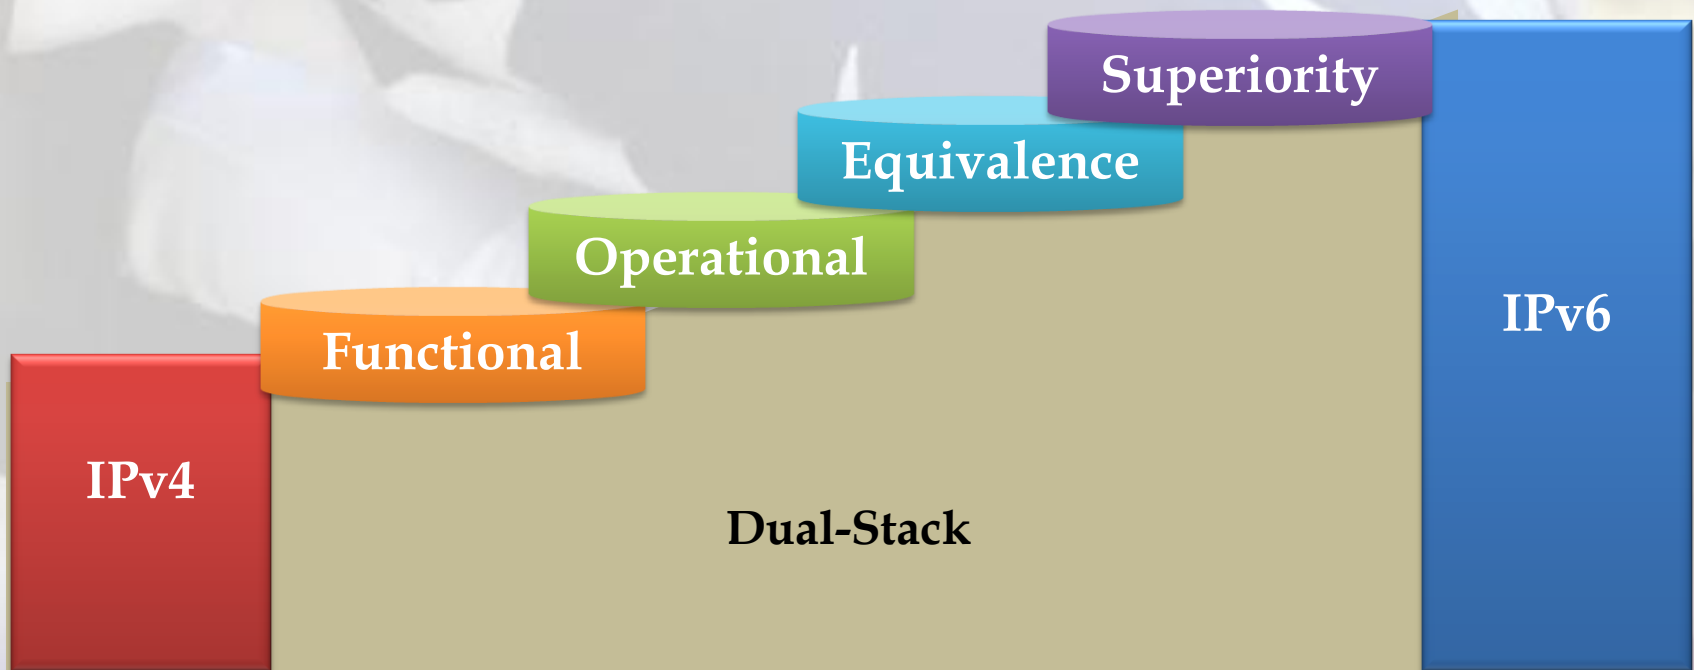 Superiority
Equivalence
Operational
Functional
IPv6
IPv4
Dual-Stack